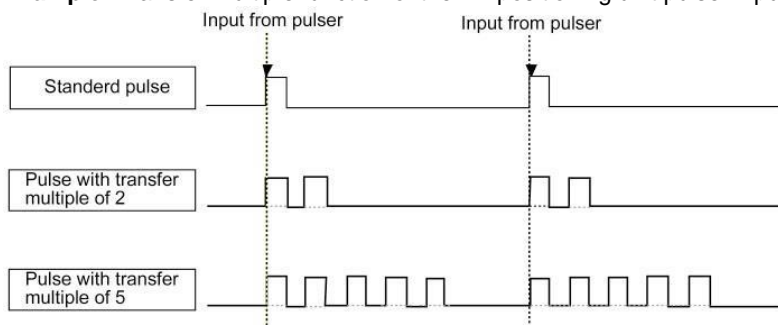 Input from pulser
Input from pulser
Standerd pulse
Pulse with transfer
multiple of 2
Pulse with transfer
multiple of 5